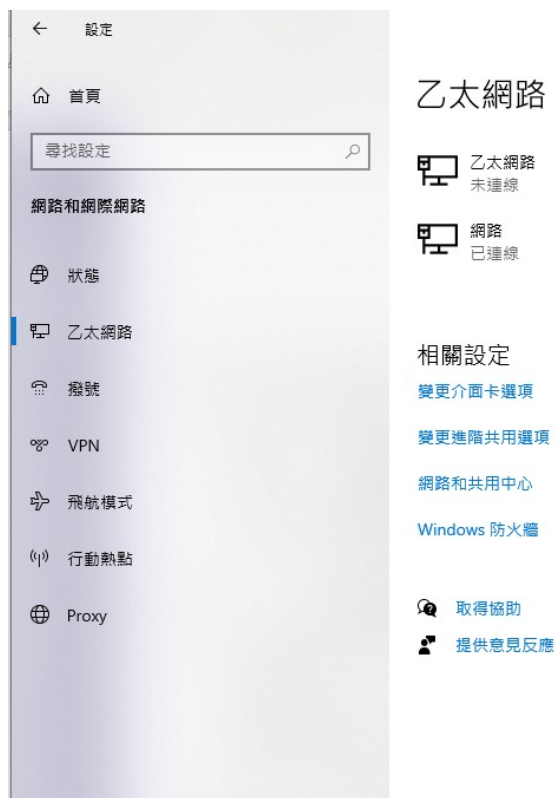 設定
首頁
尋找設定
網路和網際網路
狀態
乙太網路
撥號
VPN
飛航模式
行動熱點
Proxy
乙太網路
乙太網路
未連線
網路
已連線
相關設定
變更介面卡選項
變更進階共用選項
網路和共用中心
Windows 防火牆
取得協助
提供意見反應